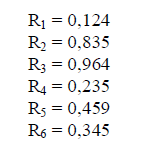 R₁ = 0,124
R₂ = 0,835
R₃ = 0,964
R₄ = 0,235
R₅ = 0,459
R₆ = 0,345